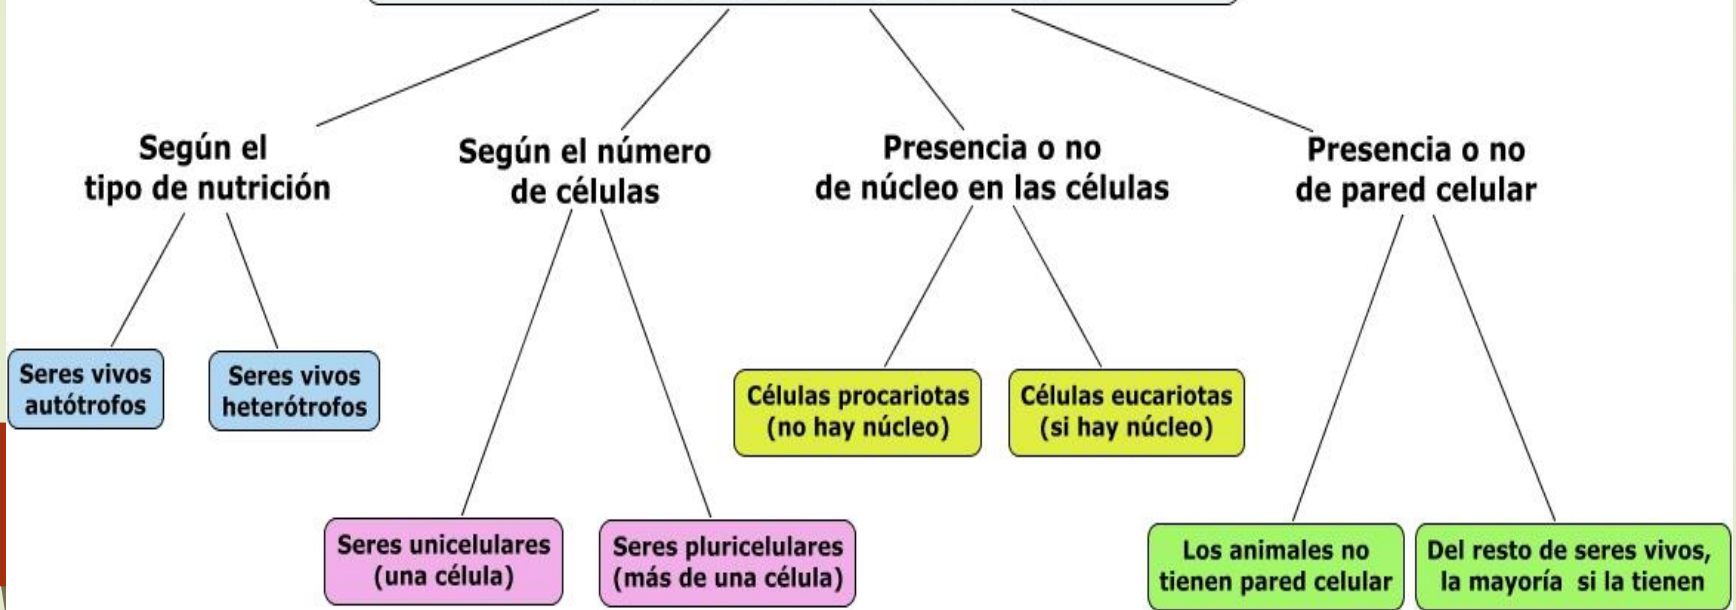 Según el
tipo de nutrición
Según el número
de células
Presencia o no
de núcleo en las células
Presencia o no
de pared celular
Seres vivos
autótrofos
Seres vivos
heterótrofos
Células procariotas
(no hay núcleo)
Células eucariotas
(si hay núcleo)
Seres unicelulares
(una célula)
Seres pluricelulares
(más de una célula)
Los animales no
tienen pared celular
Del resto de seres vivos,
la mayoría si la tienen